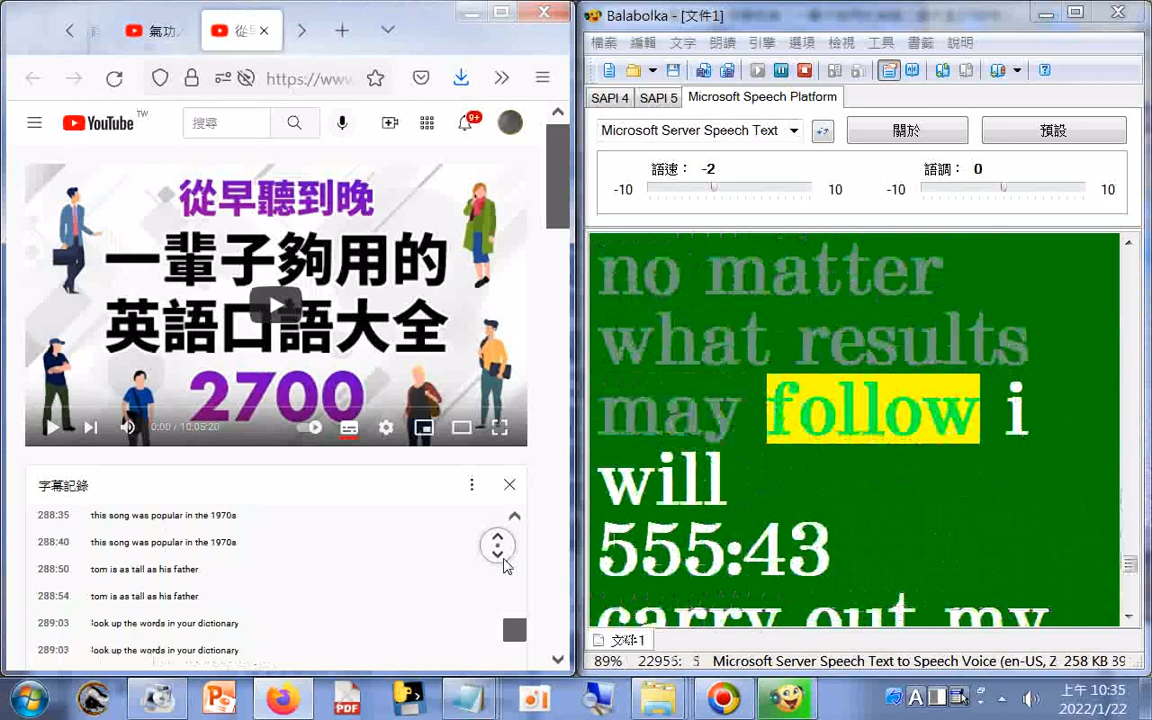 氣功
從
https://www
YouTube TW
搜尋
9+
從早聽到晚
一輩子夠用的
英語口語大全
2700
0:00 / 10:05:20
字幕記錄
288:35 this song was popular in the 1970s
288:40 this song was popular in the 1970s
288:50 tom is as tall as his father
288:54 tom is as tall as his father
289:03 look up the words in your dictionary
289:03 look up the words in your dictionary
Balabolka - [文件1]
檔案 編輯 文字 朗讀 引擎 選項 檢視 工具 書籤 說明
SAPI 4 SAPI 5 Microsoft Speech Platform
Microsoft Server Speech Text 關於 預設
語速： -2 語調： 0
-10 10 -10 10
no matter
what results
may follow i
will
555:43
carry out my
文件1
89% 22955: 5 Microsoft Server Speech Text to Speech Voice (en-US, Z 258 KB
PDF
A
上午 10:35
2022/1/22